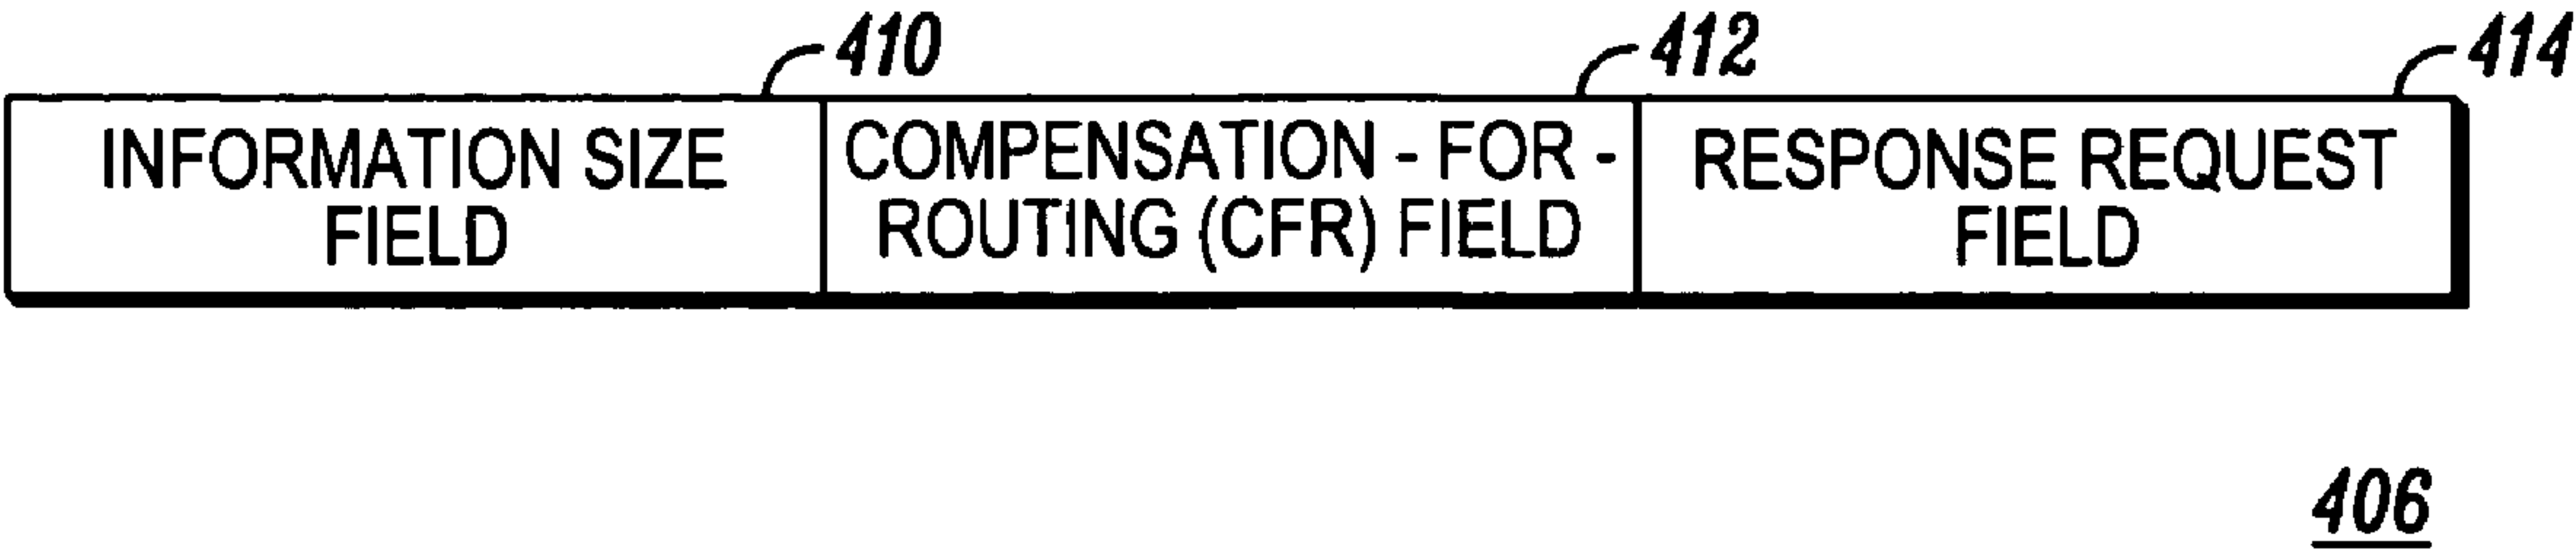 410 412 414
INFORMATION SIZE FIELD
COMPENSATION - FOR - ROUTING (CFR) FIELD
RESPONSE REQUEST FIELD
406